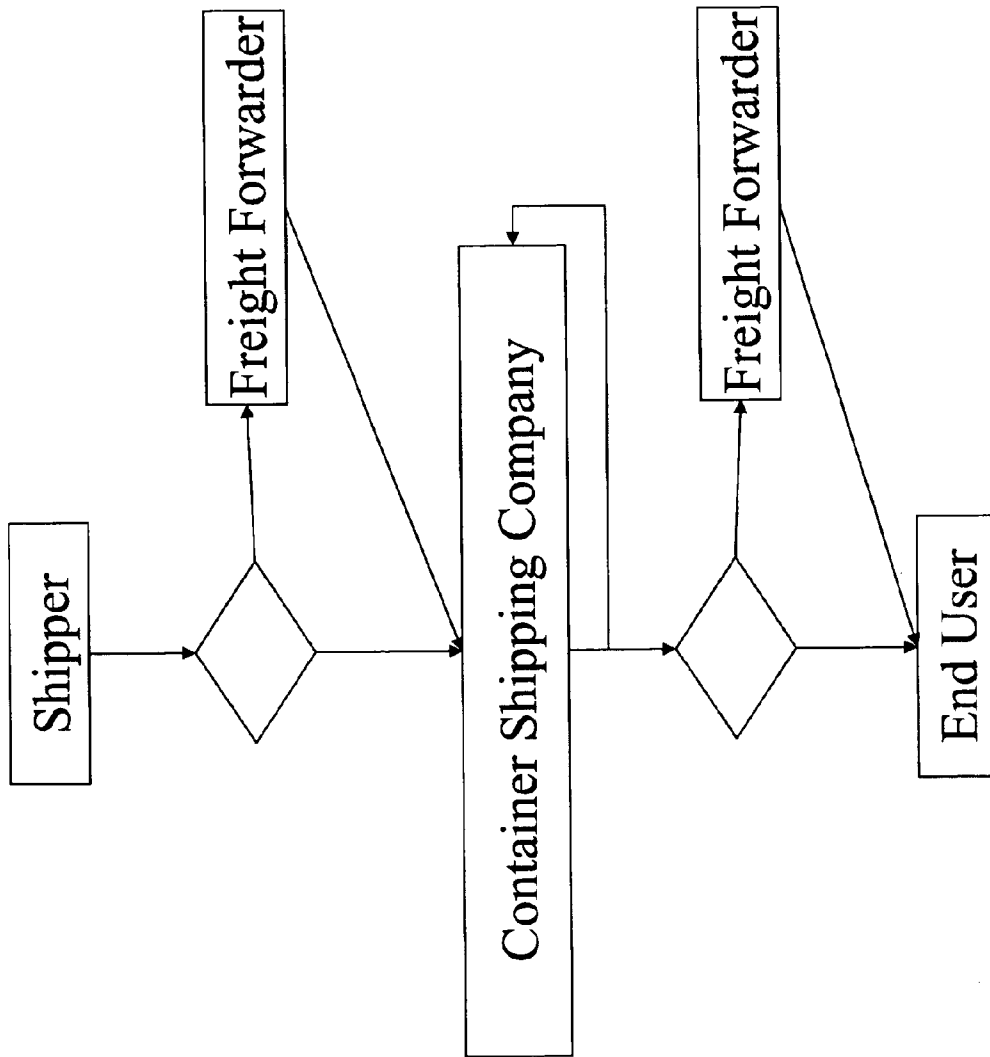 Shipper
Freight Forwarder
Container Shipping Company
Freight Forwarder
End User